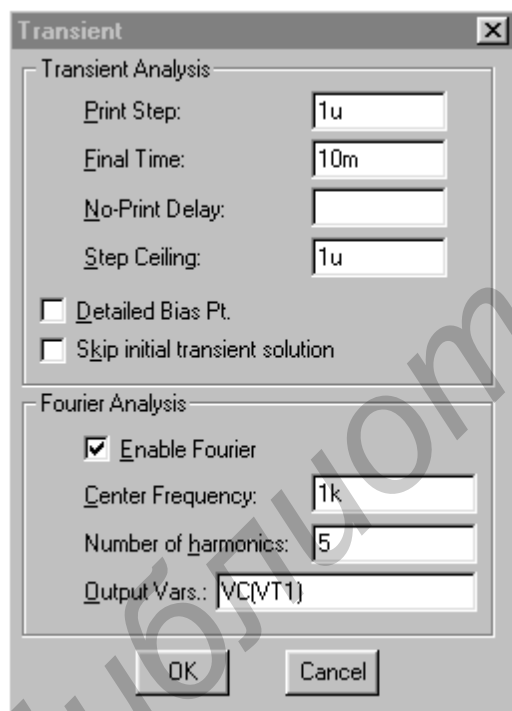 Transient
Transient Analysis
Print Step: 1u
Final Time: 10m
No-Print Delay:
Step Ceiling: 1u
Detailed Bias Pt.
Skip initial transient solution
Fourier Analysis
Enable Fourier
Center Frequency: 1k
Number of harmonics: 5
Output Vars.: VC(VT1)
OK Cancel